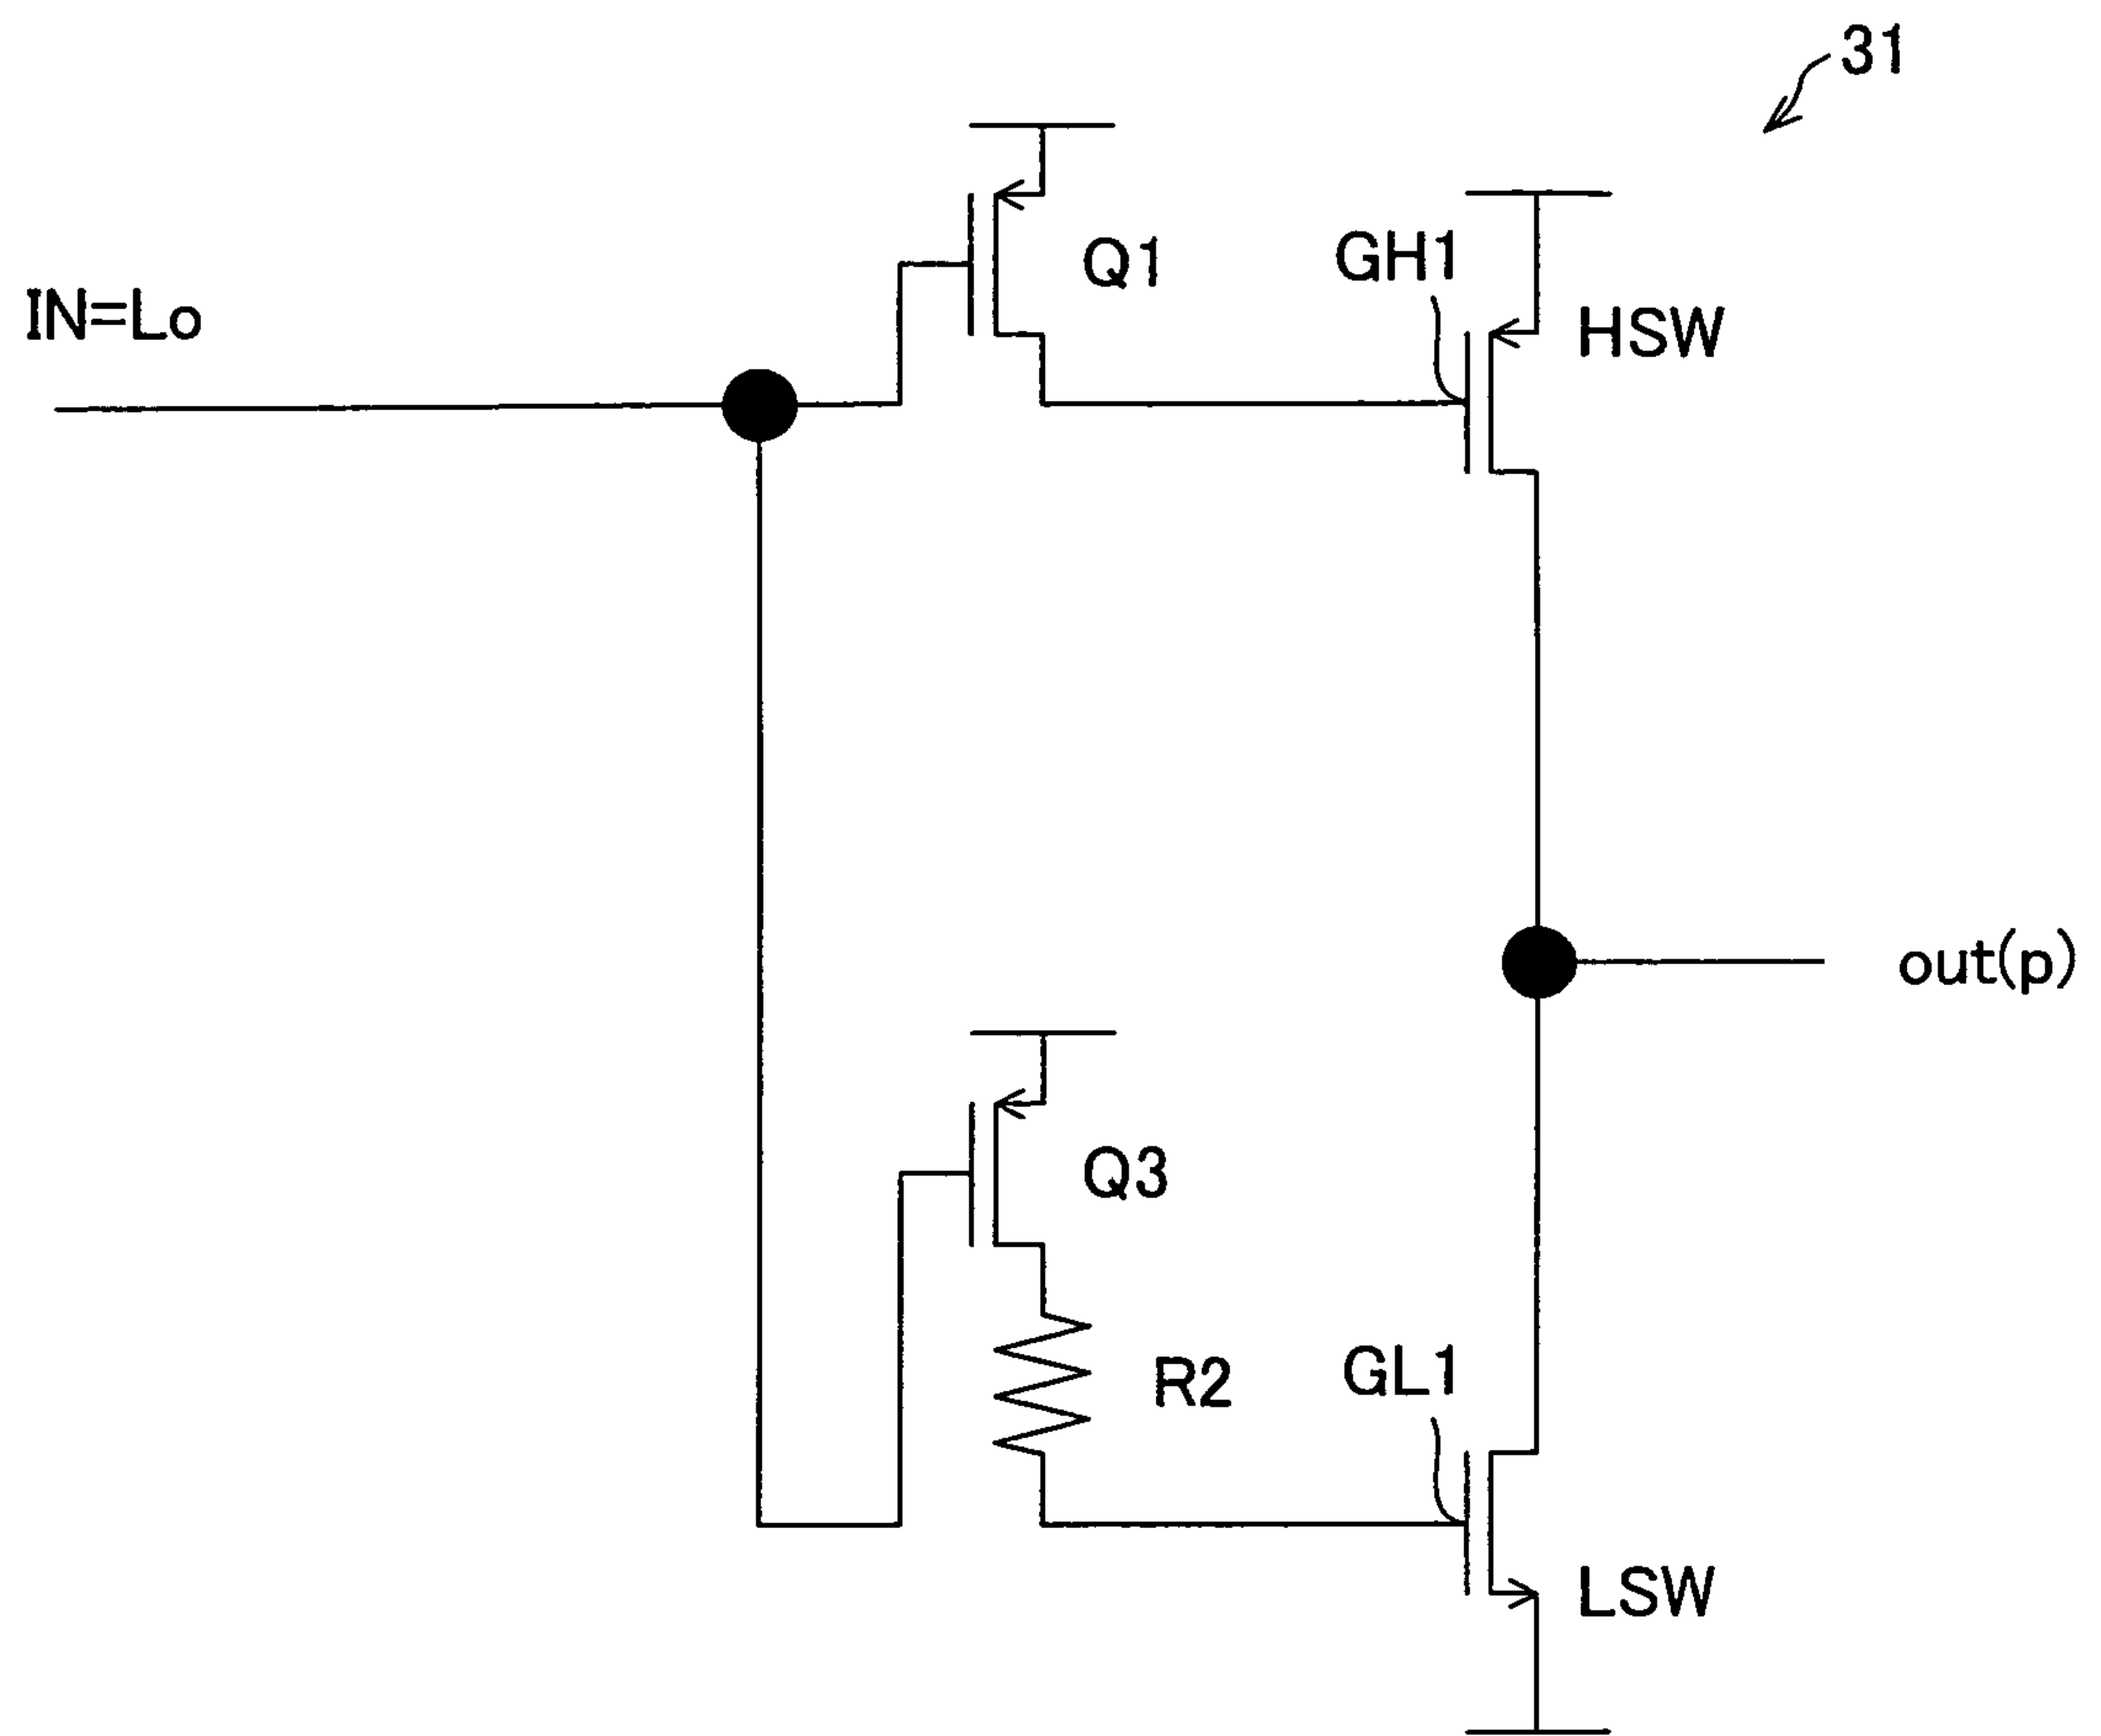 31
Q1
GH1
IN=Lo
HSW
out(p)
Q3
R2
GL1
LSW